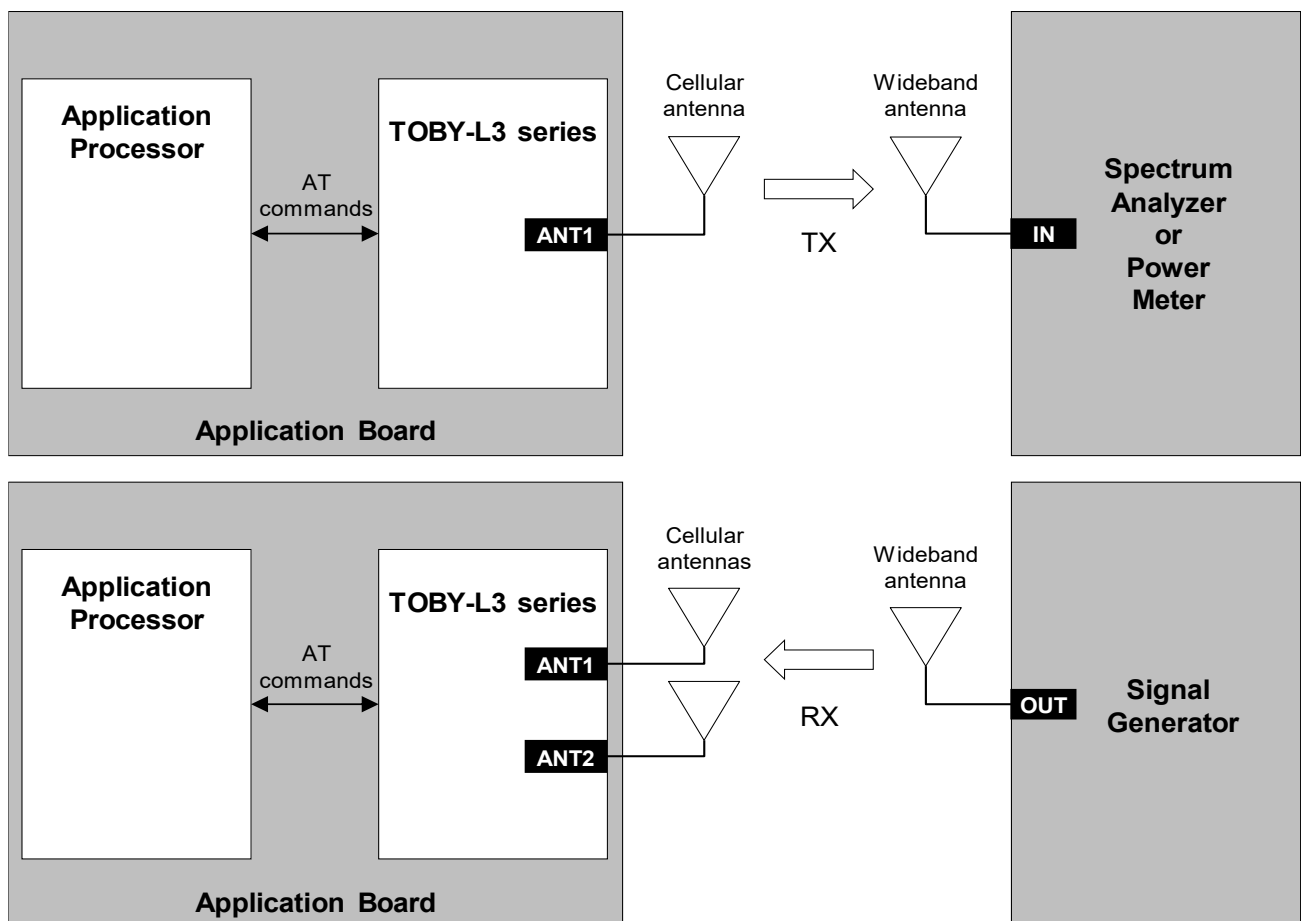 Application
Processor
AT
commands
TOBY-L3 series
ANT1
Application Board
Cellular
antenna
TX
Wideband
antenna
IN
Spectrum
Analyzer
or
Power
Meter
Application
Processor
AT
commands
TOBY-L3 series
ANT1
ANT2
Application Board
Cellular
antennas
RX
Wideband
antenna
OUT
Signal
Generator